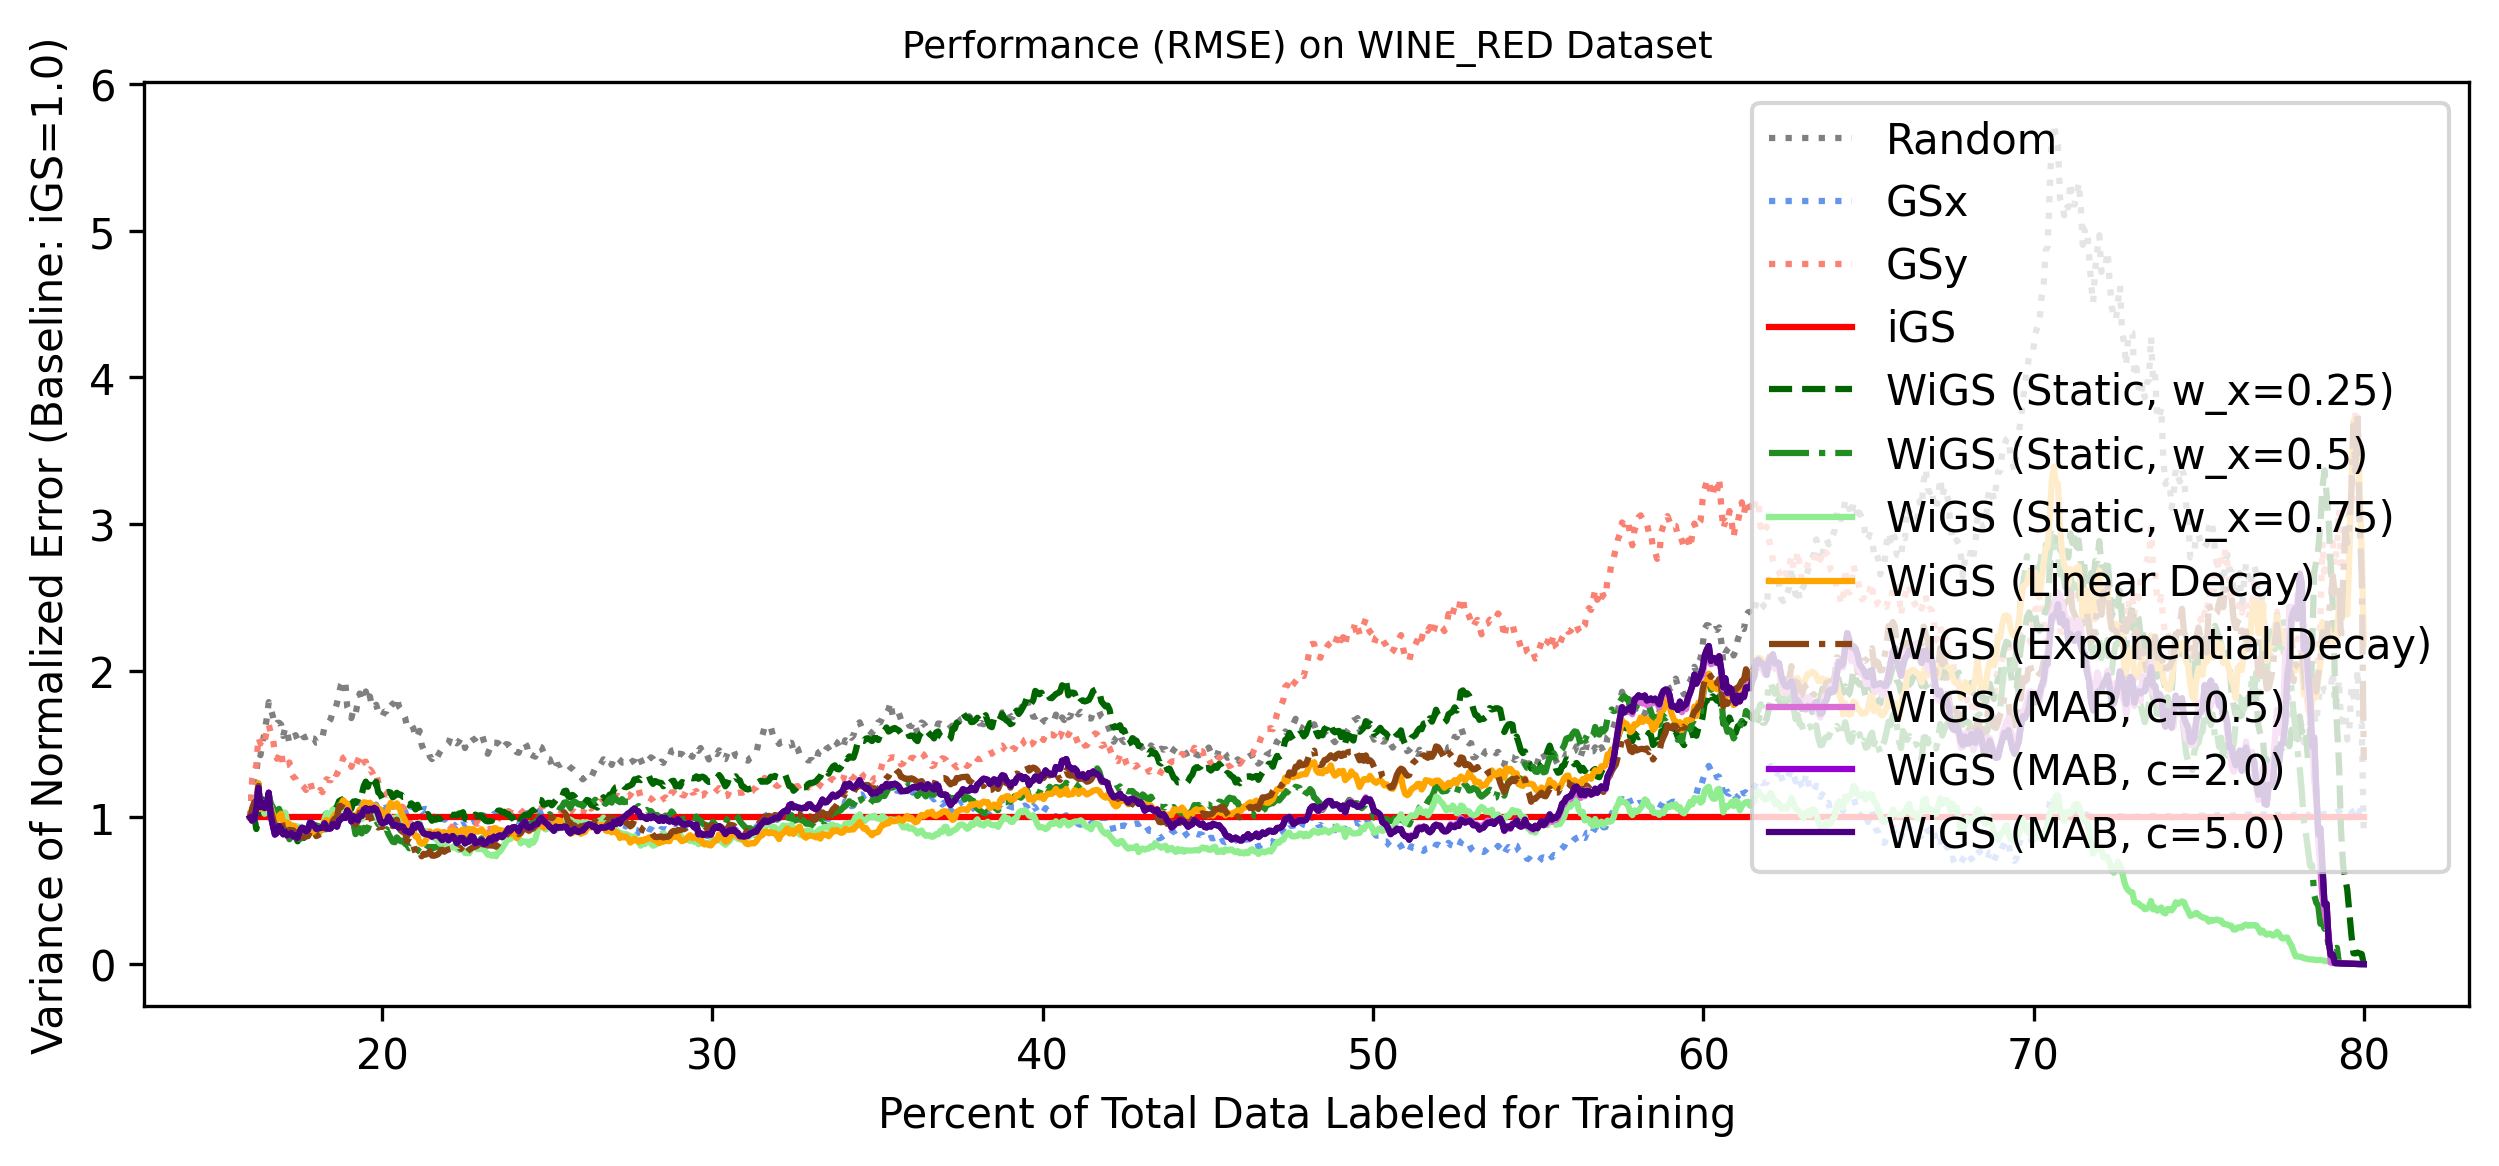 Performance (RMSE) on WINE_RED Dataset
Variance of Normalized Error (Baseline: iGS=1.0)
6
5
4
3
2
1
0
Random
GSx
GSy
iGS
WiGS (Static, w_x=0.25)
WiGS (Static, w_x=0.5)
WiGS (Static, w_x=0.75)
WiGS (Linear Decay)
WiGS (Exponential Decay)
WiGS (MAB, c=0.5)
WiGS (MAB, c=2.0)
WiGS (MAB, c=5.0)
20 30 40 50 60 70 80
Percent of Total Data Labeled for Training